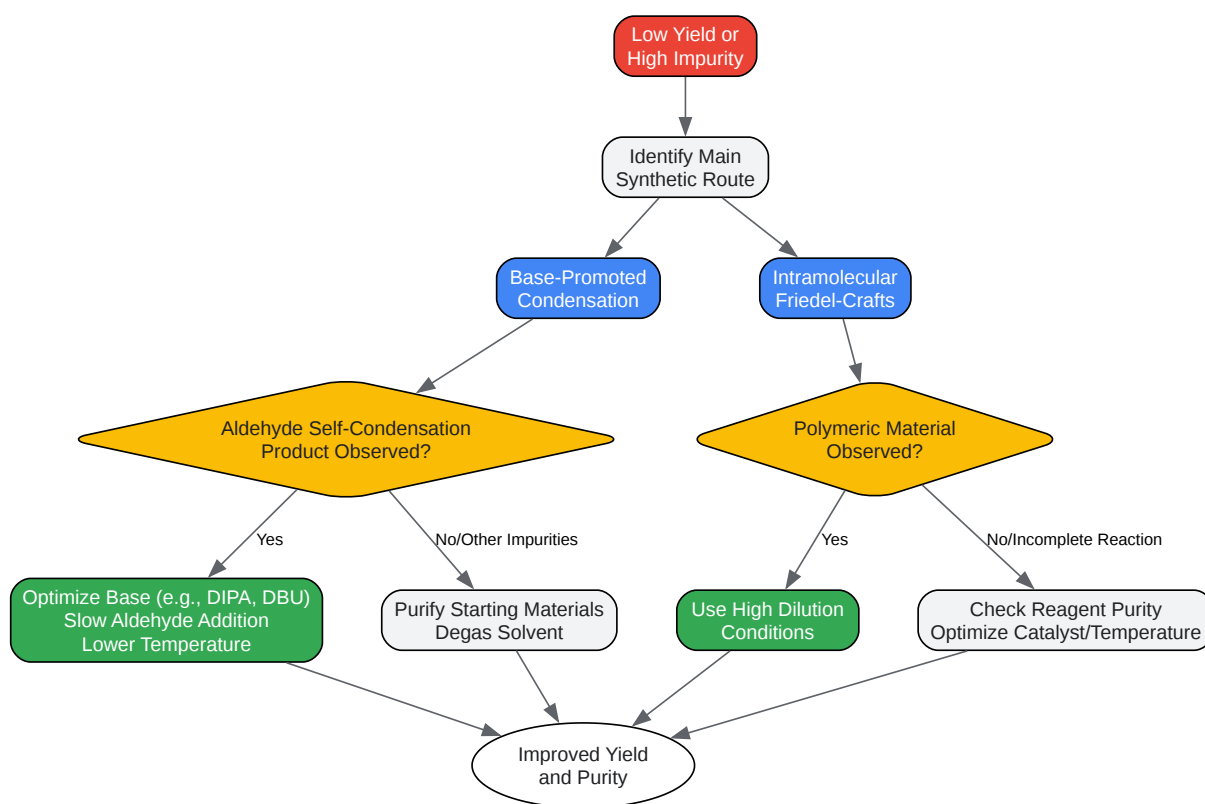 Low Yield or
High Impurity
Identify Main
Synthetic Route
Base-Promoted
Condensation
Intramolecular
Friedel-Crafts
Aldehyde Self-Condensation
Product Observed?
Polymeric Material
Observed?
Yes
No/Other Impurities
Yes
No/Incomplete Reaction
Optimize Base (e.g., DIPA, DBU)
Slow Aldehyde Addition
Lower Temperature
Purify Starting Materials
Degas Solvent
Use High Dilution
Conditions
Check Reagent Purity
Optimize Catalyst/Temperature
Improved Yield
and Purity